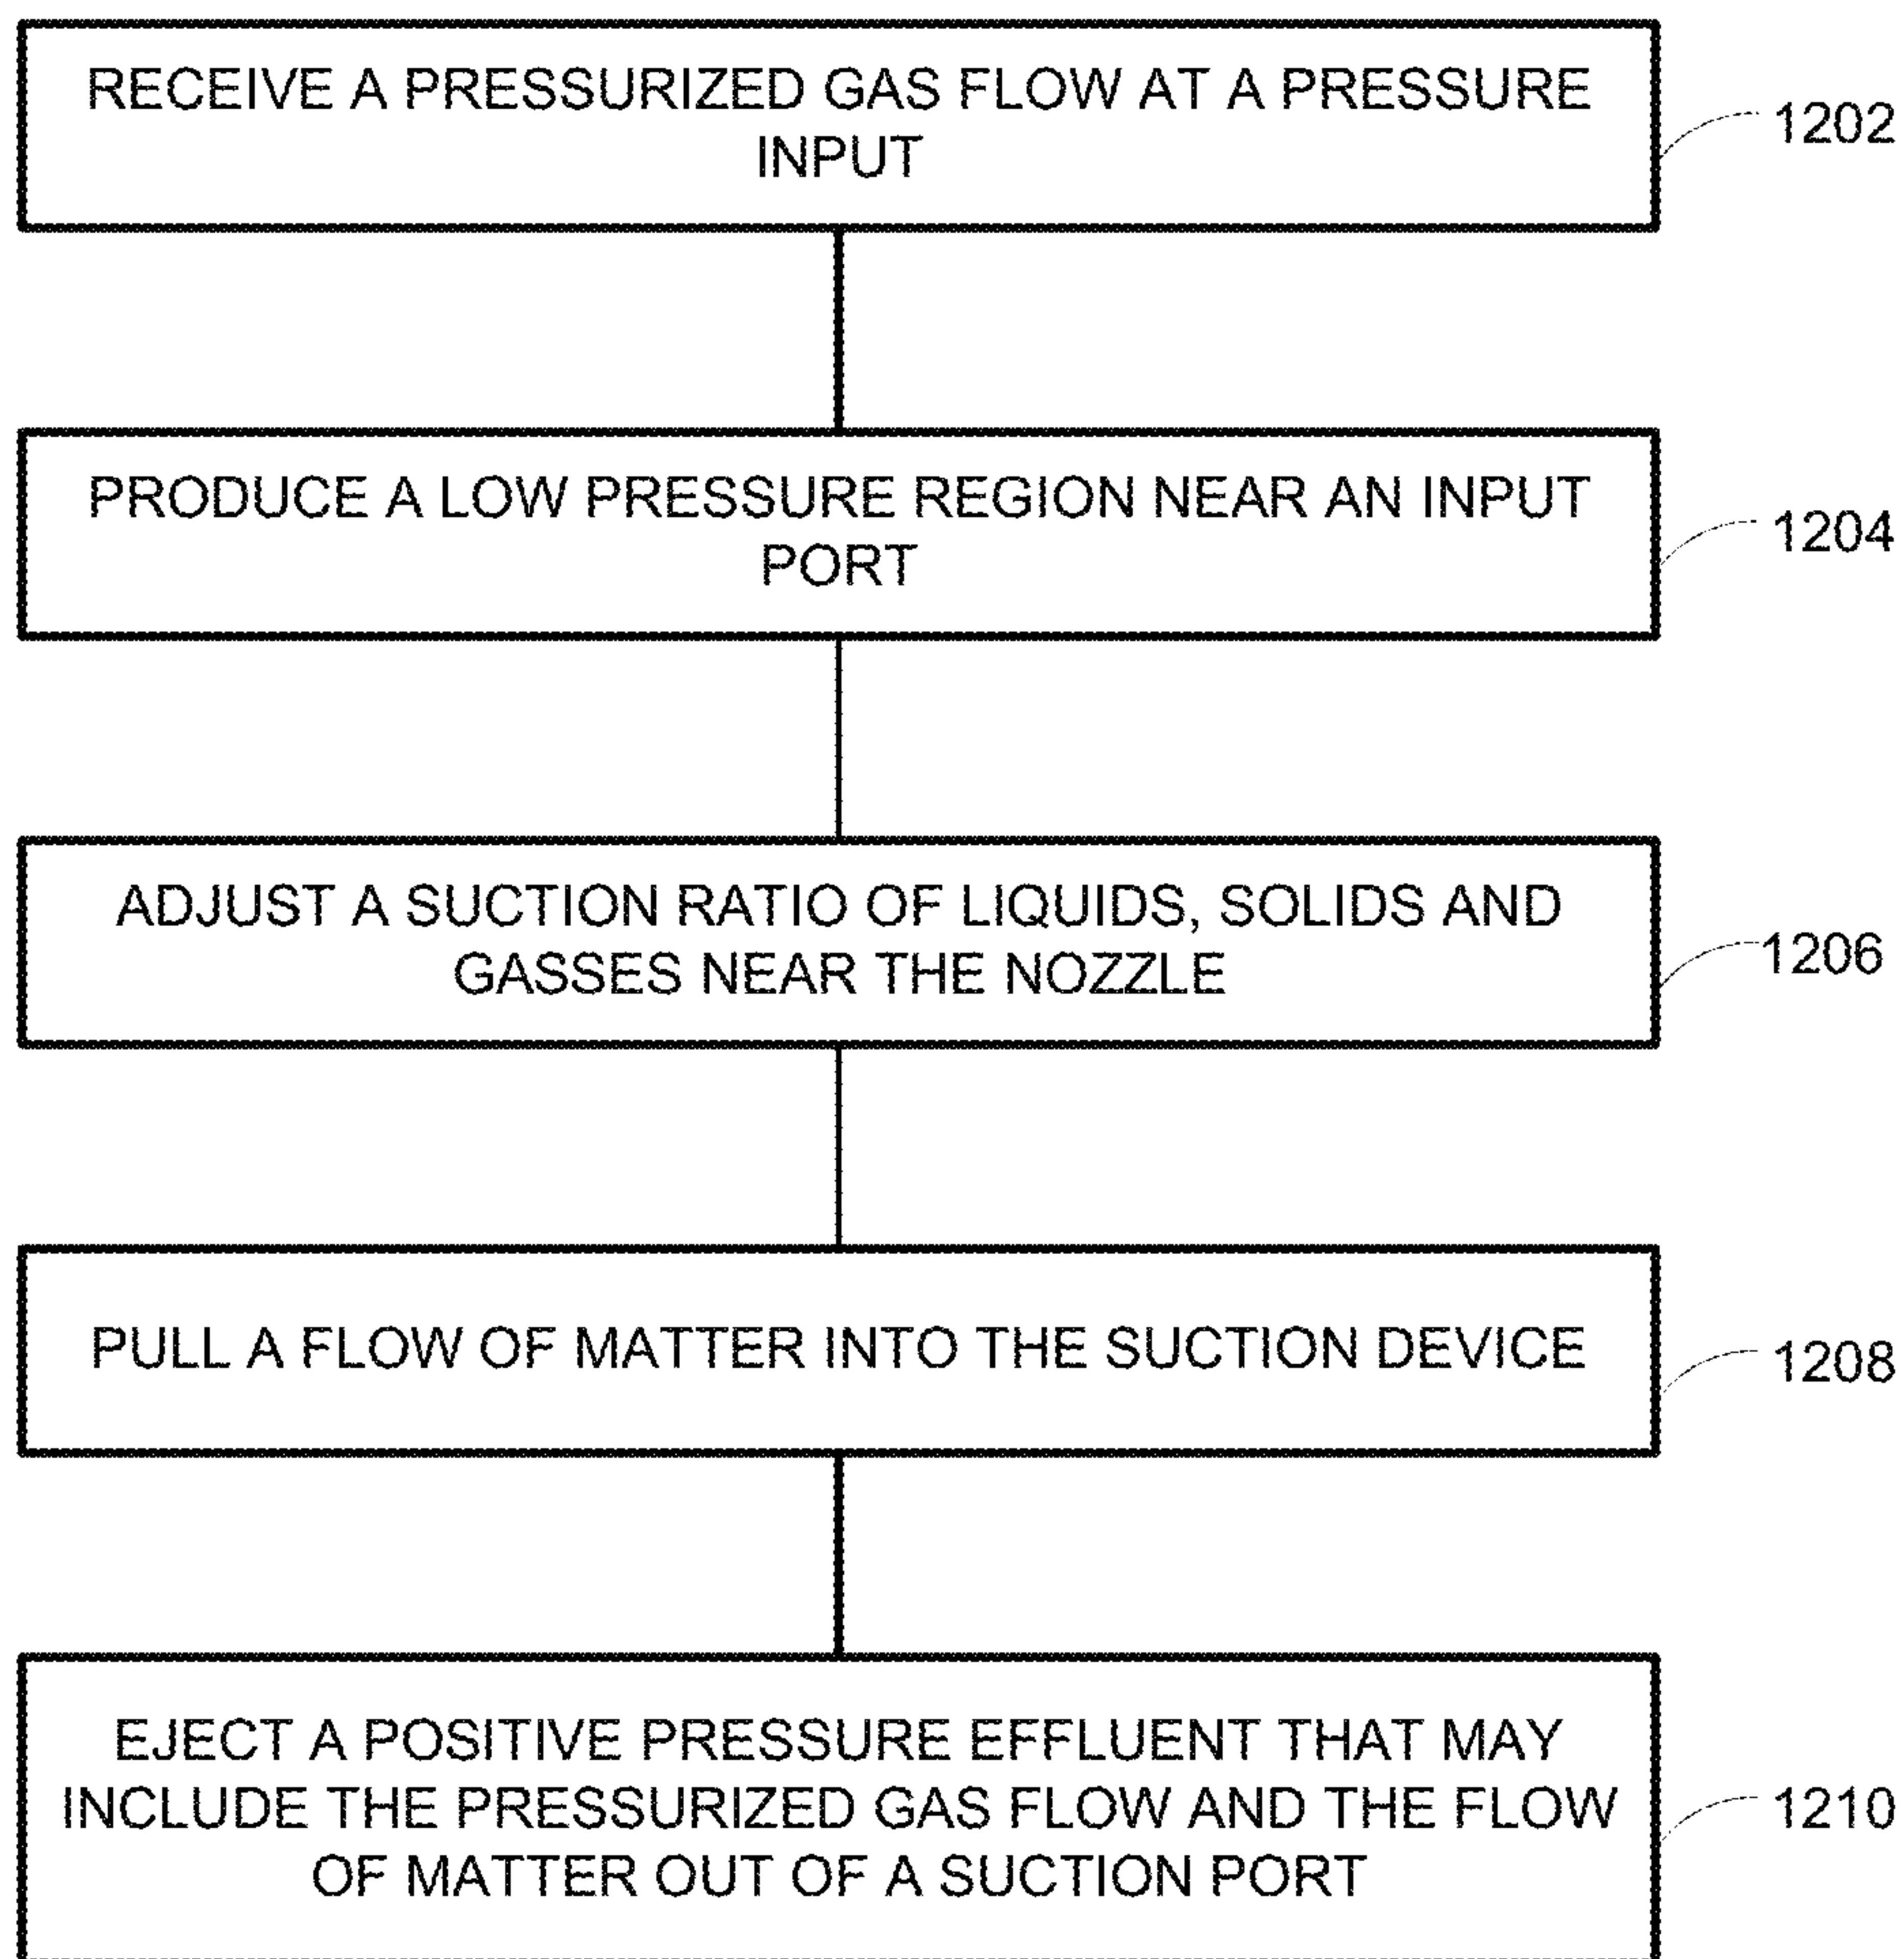 RECEIVE A PRESSURIZED GAS FLOW AT A PRESSURE
INPUT
1202
PRODUCE A LOW PRESSURE REGION NEAR AN INPUT
PORT
1204
ADJUST A SUCTION RATIO OF LIQUIDS, SOLIDS AND
GASSES NEAR THE NOZZLE
1206
PULL A FLOW OF MATTER INTO THE SUCTION DEVICE
1208
EJECT A POSITIVE PRESSURE EFFLUENT THAT MAY
INCLUDE THE PRESSURIZED GAS FLOW AND THE FLOW
OF MATTER OUT OF A SUCTION PORT
1210